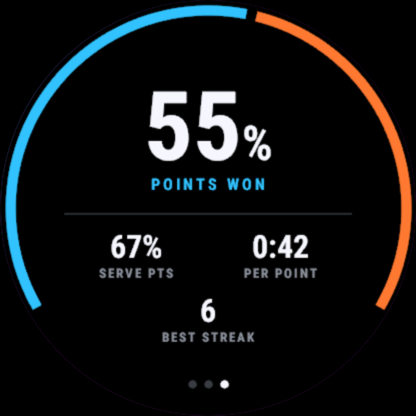 55%
POINTS WON
67% 0:42
SERVE PTS PER POINT
6
BEST STREAK